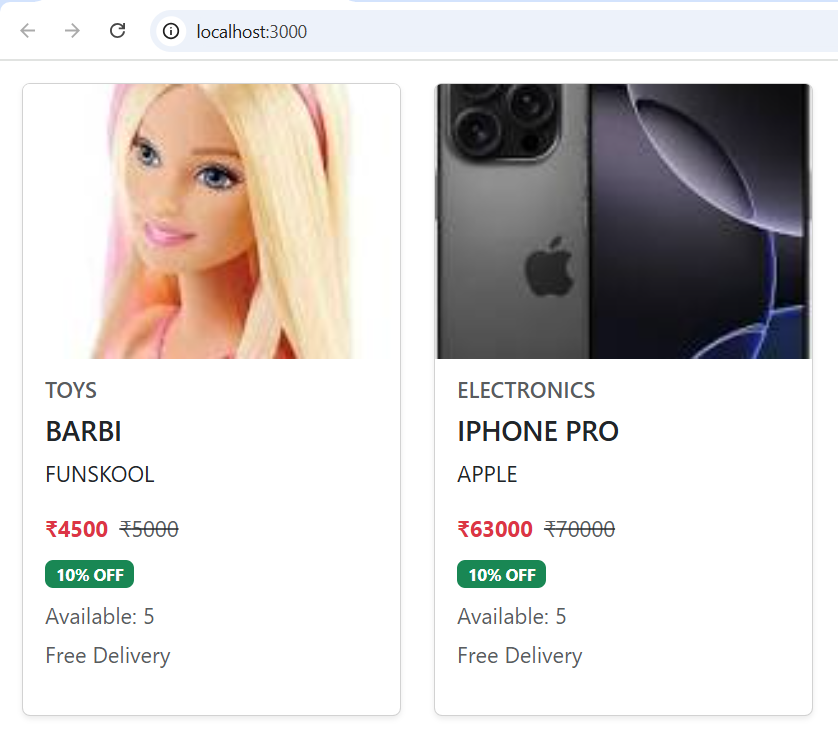 localhost:3000
TOYS
BARBI
FUNSKOOL
₹4500 ₹5000
10% OFF
Available: 5
Free Delivery
ELECTRONICS
IPHONE PRO
APPLE
₹63000 ₹70000
10% OFF
Available: 5
Free Delivery